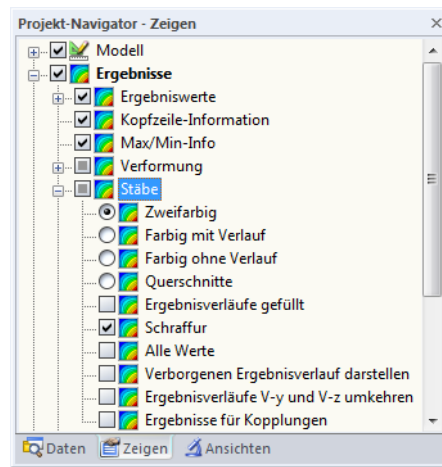 Projekt-Navigator - Zeigen
Modell
Ergebnisse
Ergebniswerte
Kopfzeile-Information
Max/Min-Info
Verformung
Stäbe
Zweifarbig
Farbig mit Verlauf
Farbig ohne Verlauf
Querschnitte
Ergebnisverläufe gefüllt
Schraffur
Alle Werte
Verborgenen Ergebnisverlauf darstellen
Ergebnisverläufe V-y und V-z umkehren
Ergebnisse für Kopplungen
Daten Zeigen Ansichten